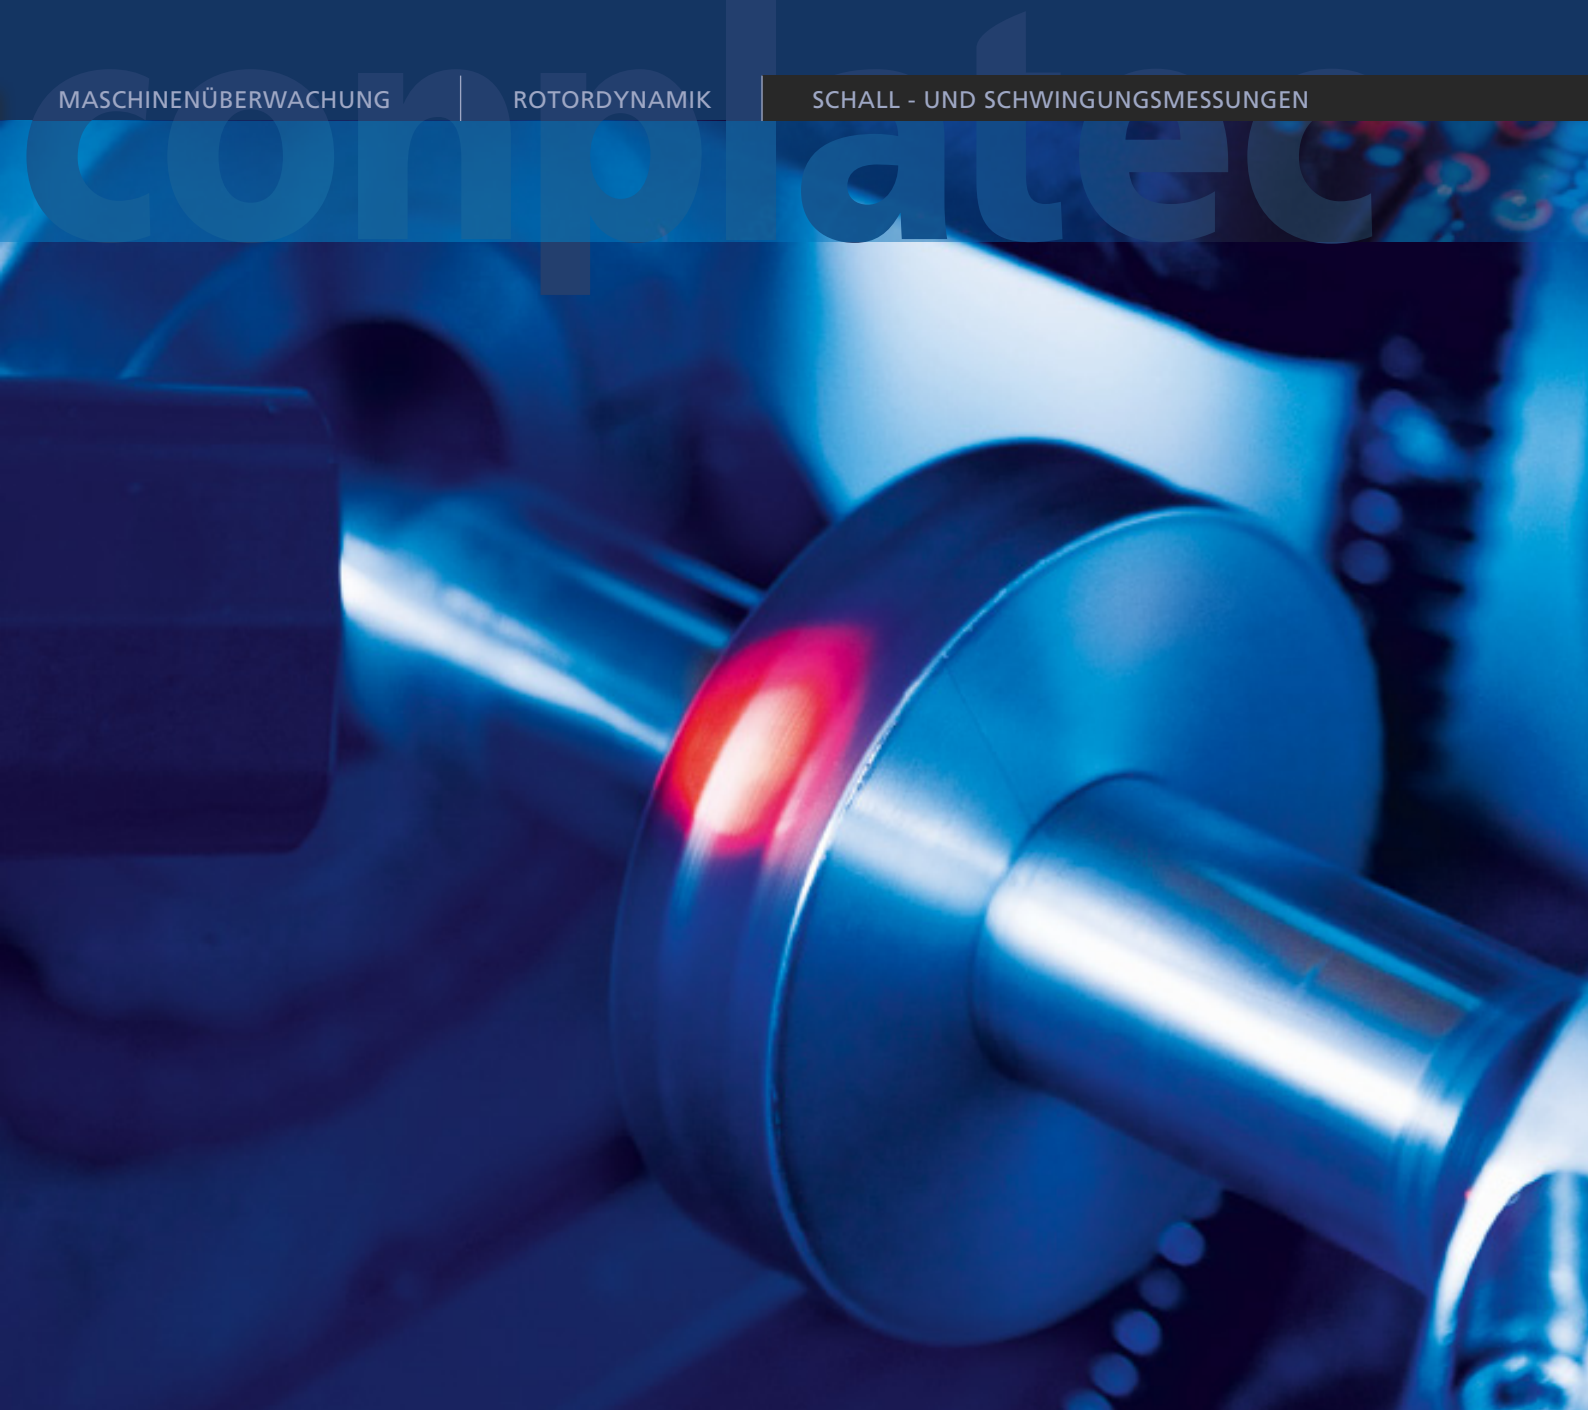 conplatec
MASCHINENÜBERWACHUNG
ROTORDYNAMIK
SCHALL - UND SCHWINGUNGSMESSUNGEN